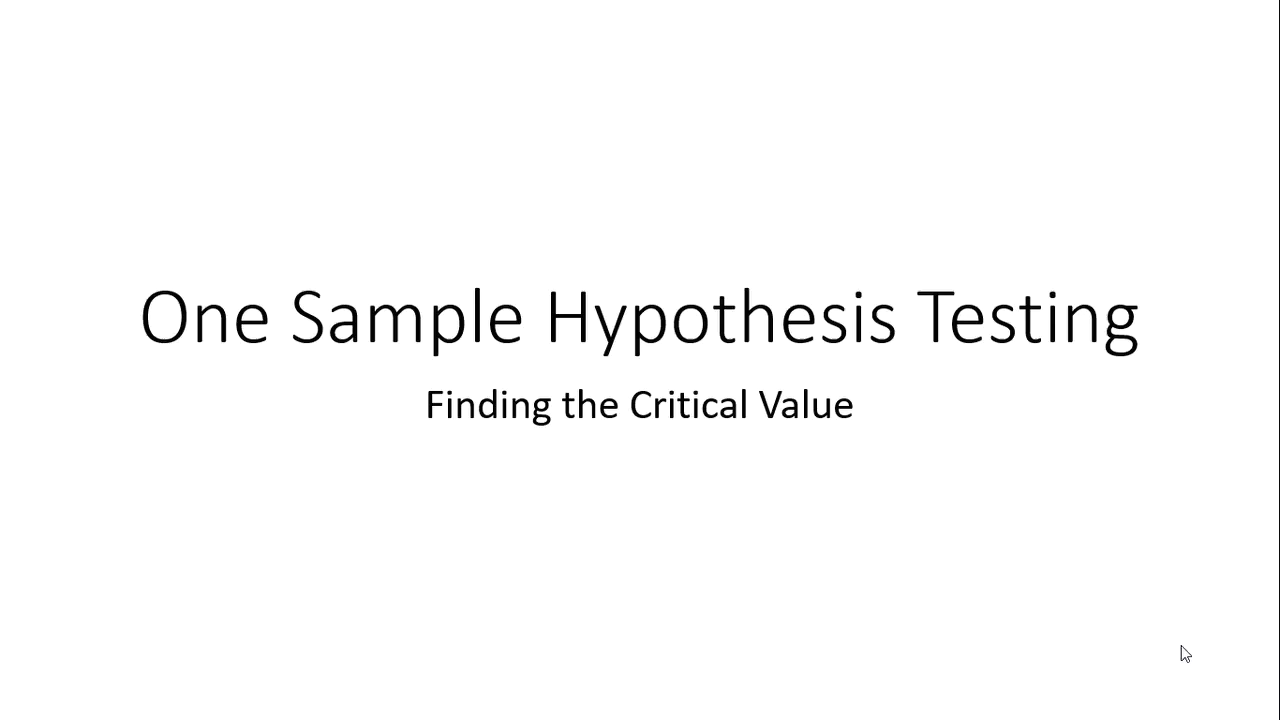 One Sample Hypothesis Testing
Finding the Critical Value